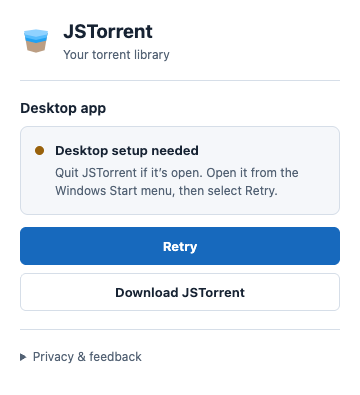 JSTorrent
Your torrent library
Desktop app
Desktop setup needed
Quit JSTorrent if it’s open. Open it from the
Windows Start menu, then select Retry.
Retry
Download JSTorrent
Privacy & feedback